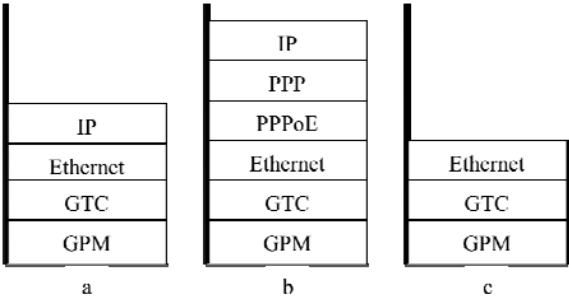 IP
Ethernet
GTC
GPM
a
IP
PPP
PPPoE
Ethernet
GTC
GPM
b
Ethernet
GTC
GPM
c